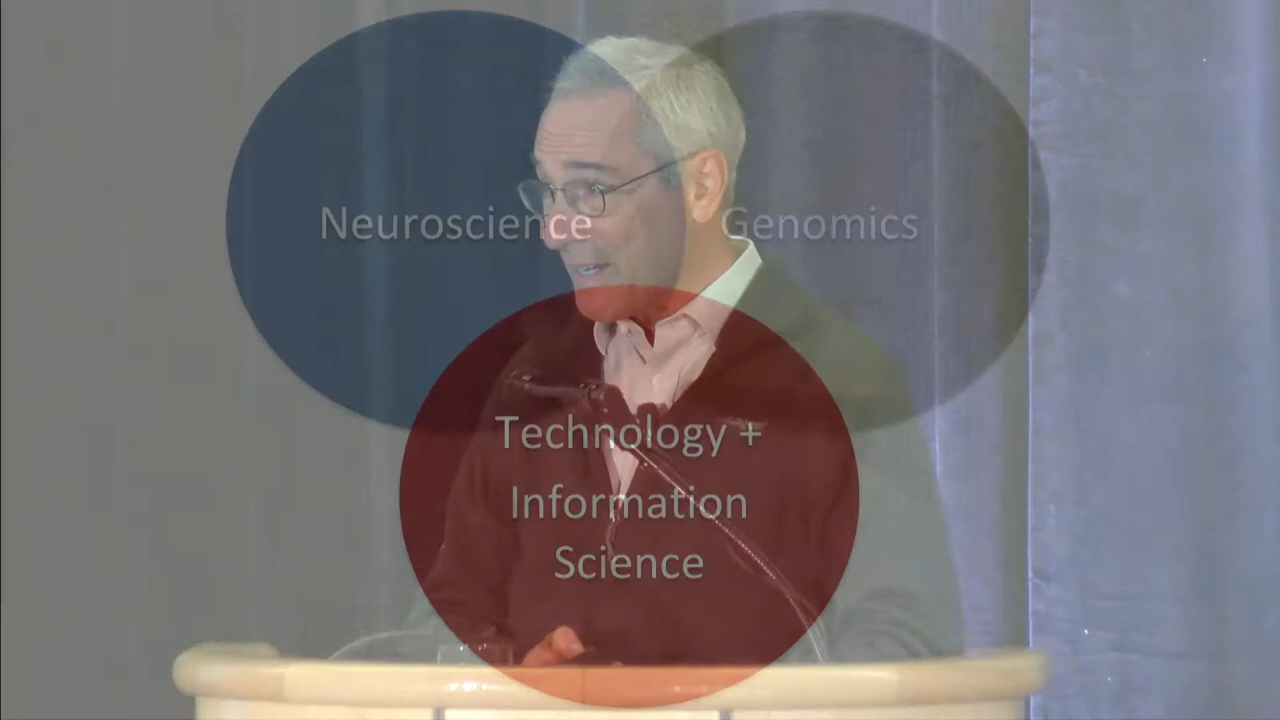 Neuroscience
Genomics
Technology +
Information
Science